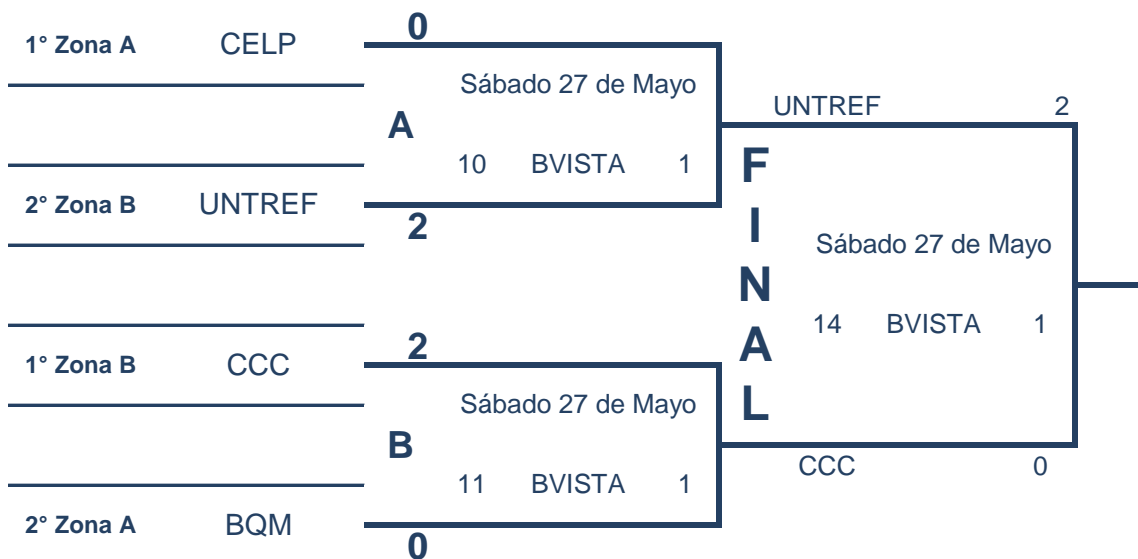 1° Zona A CELP 0
Sábado 27 de Mayo
A
10 BVISTA 1
2° Zona B UNTREF 2
1° Zona B CCC 2
Sábado 27 de Mayo
B
11 BVISTA 1
2° Zona A BQM 0
UNTREF 2
FINAL
Sábado 27 de Mayo
14 BVISTA 1
CCC 0